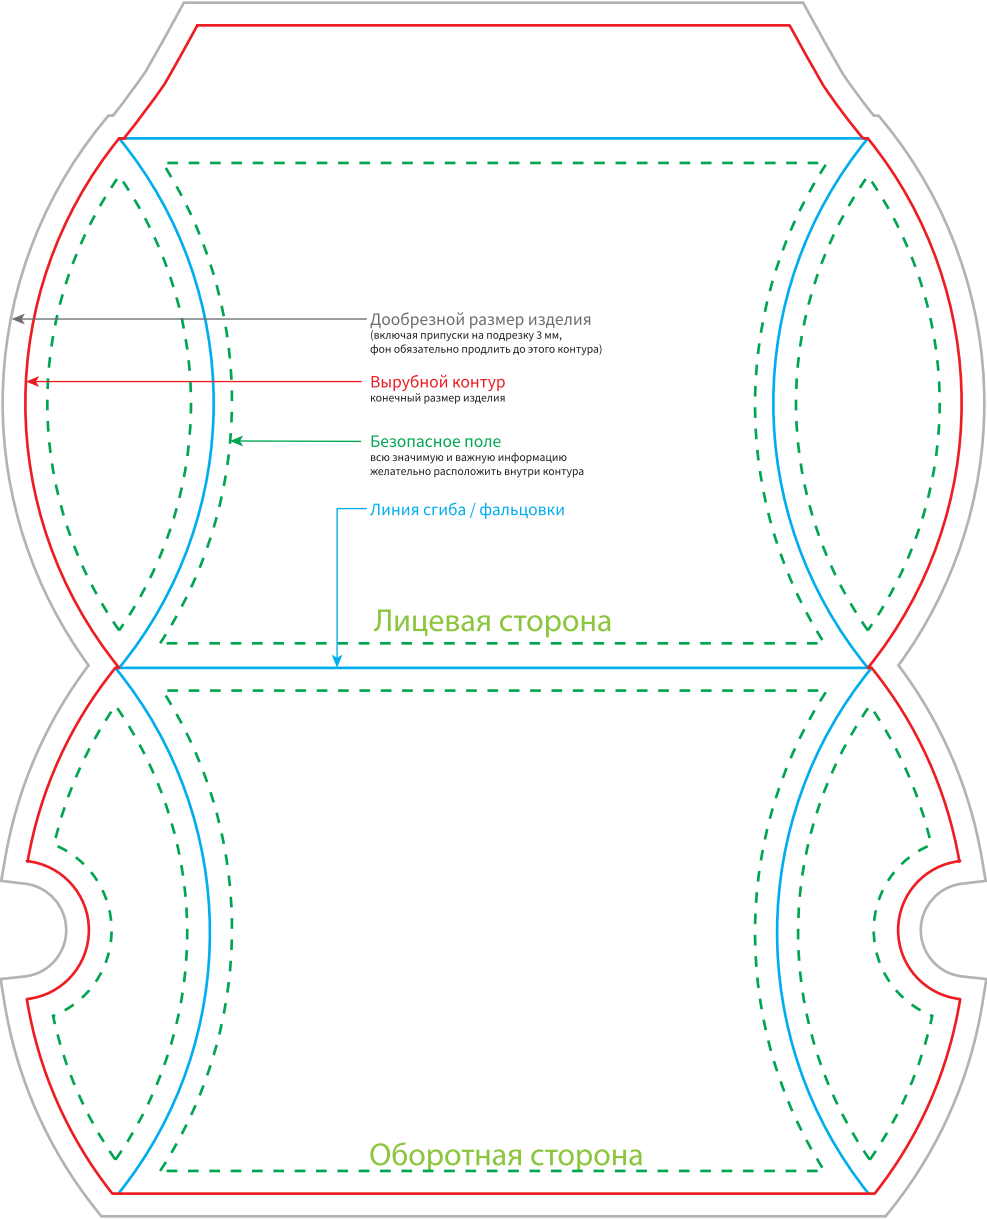 Дообрезной размер изделия
(включая припуски на подрезку 3 мм,
фон обязательно продлить до этого контура)
Вырубной контур
конечный размер изделия
Безопасное поле
всю значимую и важную информацию
желательно расположить внутри контура
Линия сгиба / фальцовки
Лицевая сторона
Оборотная сторона